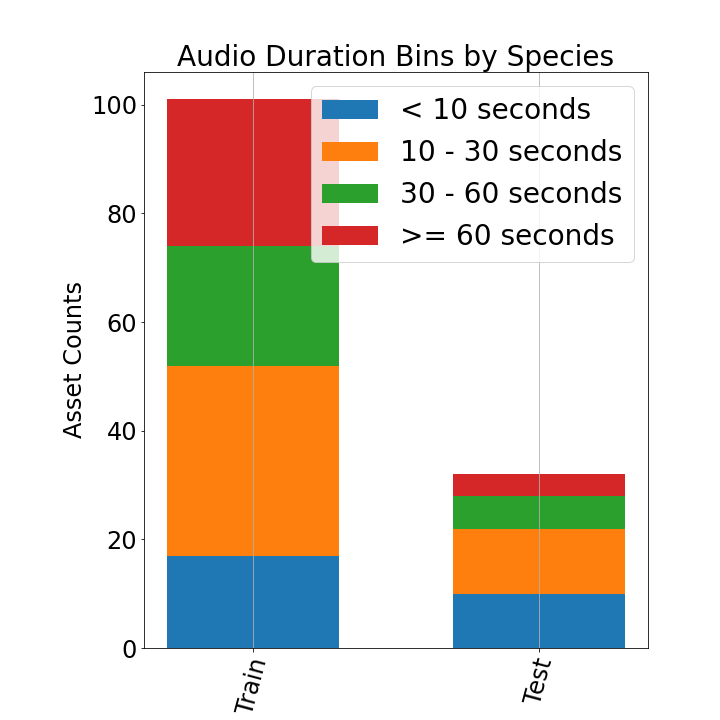 Audio Duration Bins by Species
100
80
60
40
20
0
Asset Counts
< 10 seconds
10 - 30 seconds
30 - 60 seconds
>= 60 seconds
Train
Test